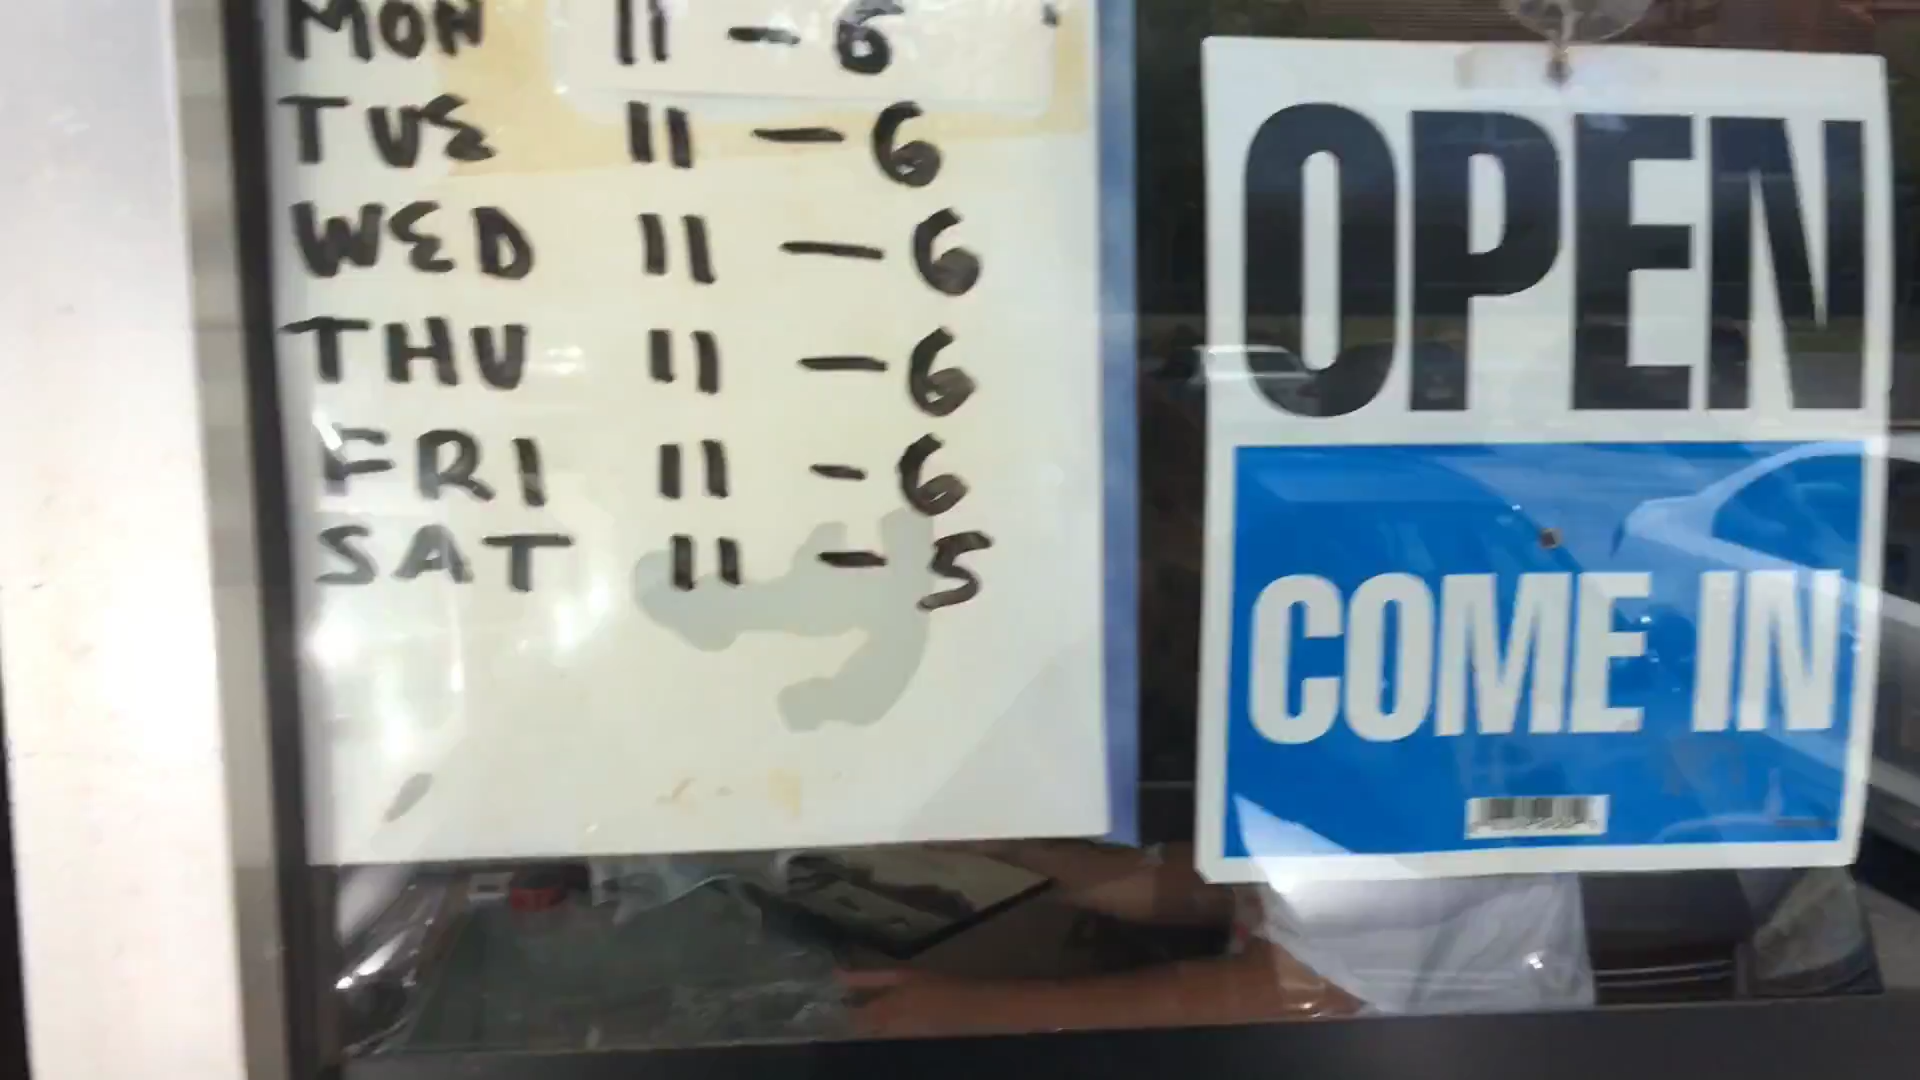 MON 11 - 6
TUE 11 - 6
WED 11 - 6
THU 11 - 6
FRI 11 - 6
SAT 11 - 5
OPEN
COME IN